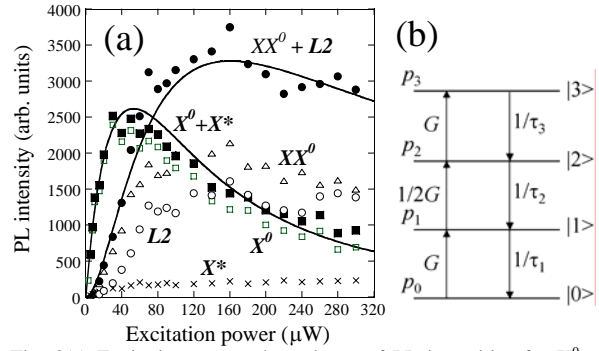 (a)
(b)
4000
3500
3000
2500
2000
1500
1000
500
0
0 40 80 120 160 200 240 280 320
PL intensity (arb. units)
Excitation power (μW)
XX⁰ + L2
X⁰+X*
XX⁰
L2
X⁰
X*
p₃ |3>
G 1/τ₃
p₂ |2>
1/2G 1/τ₂
p₁ |1>
G 1/τ₁
p₀ |0>